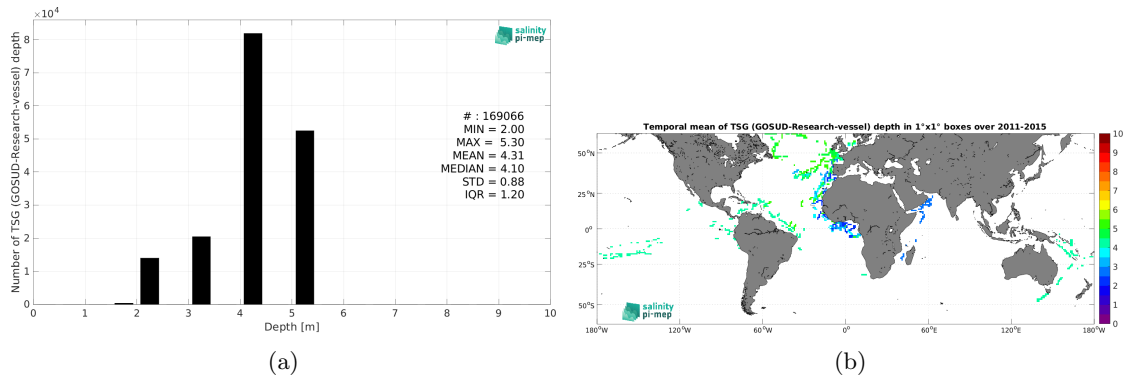 ×10⁴
8
7
6
5
4
3
2
1
0
Number of TSG (GOSUD-Research-vessel) depth
salinity
pi-mep
# : 169066
MIN = 2.00
MAX = 5.30
MEAN = 4.31
MEDIAN = 4.10
STD = 0.88
IQR = 1.20
0 1 2 3 4 5 6 7 8 9 10
Depth [m]
(a)
Temporal mean of TSG (GOSUD-Research-vessel) depth in 1°x1° boxes over 2011-2015
50°N
25°N
0°
25°S
50°S
salinity
pi-mep
180°W 120°W 60°W 0° 60°E 120°E 180°E
10
9
8
7
6
5
4
3
2
1
0
(b)